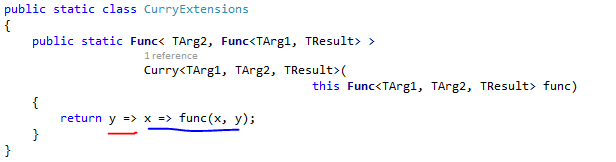 public static class CurryExtensions
{
public static Func< TArg2, Func<TArg1, TResult> >
1 reference
Curry<TArg1, TArg2, TResult>(
this Func<TArg1, TArg2, TResult> func)
{
return y => x => func(x, y);
}
}